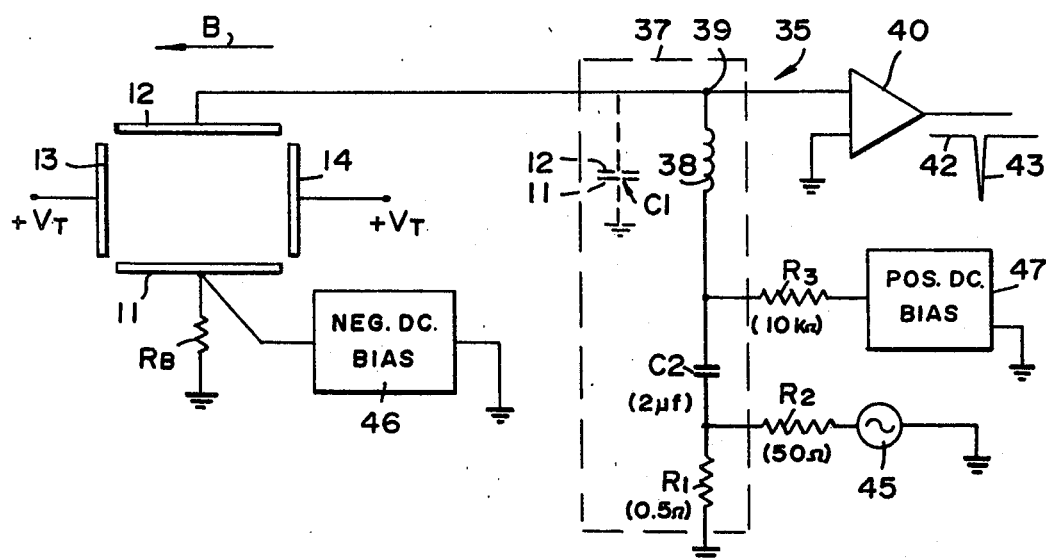 B
37
39
35
40
12
13
14
12
11
38
C1
42
43
+VT
+VT
11
RB
NEG. DC.
BIAS
46
R3
(10KΩ)
POS. DC.
BIAS
47
C2
(2μf)
R2
(50Ω)
45
R1
(0.5Ω)